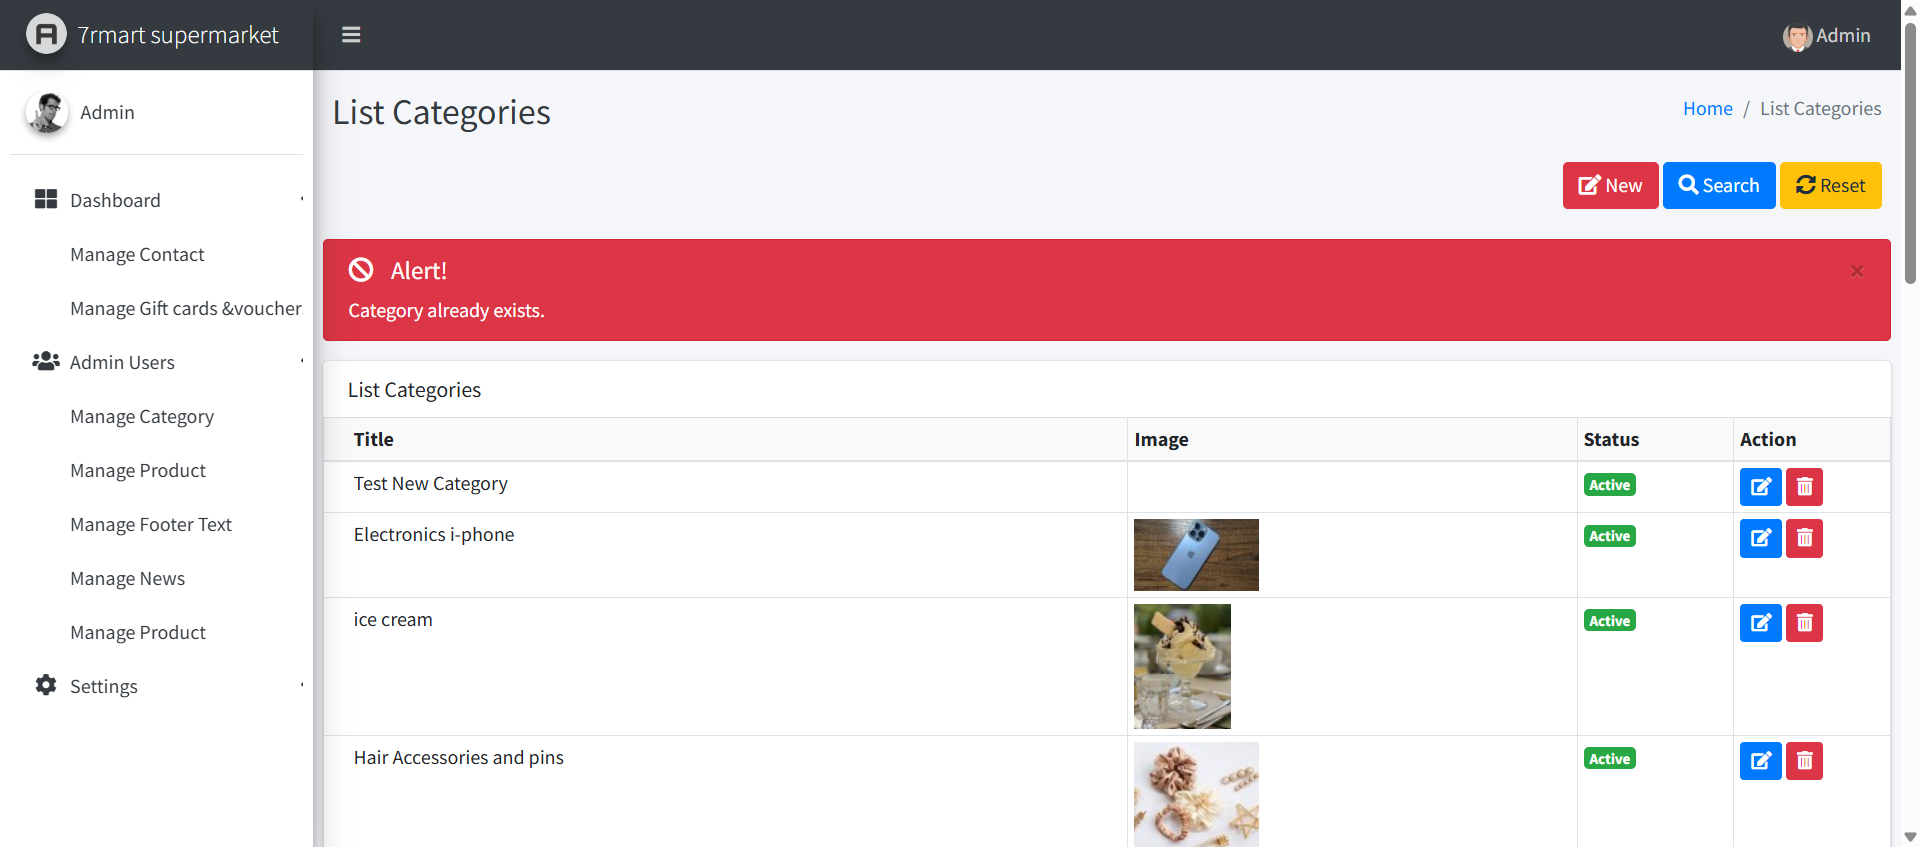 7rmart supermarket
Admin
Admin
List Categories
Home / List Categories
Dashboard
Manage Contact
Manage Gift cards &voucher
Admin Users
Manage Category
Manage Product
Manage Footer Text
Manage News
Manage Product
Settings
New
Search
Reset
Alert!
×
Category already exists.
List Categories
Title Image Status Action
Test New Category Active
Electronics i-phone Active
ice cream Active
Hair Accessories and pins Active